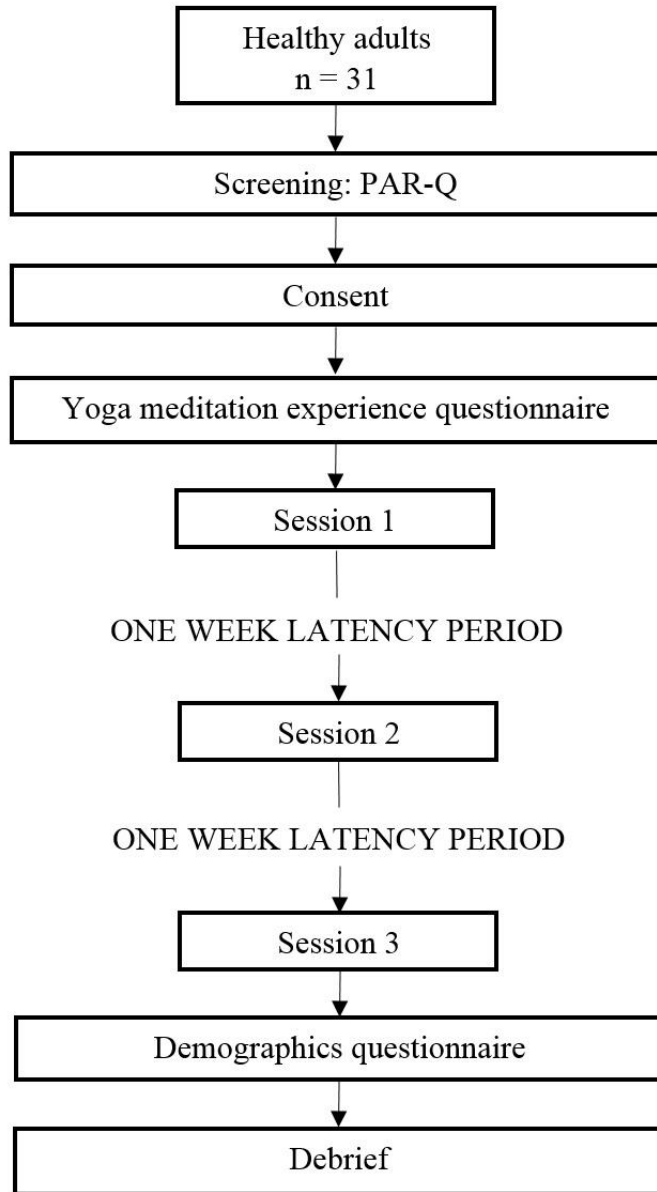 Healthy adults
n = 31
Screening: PAR-Q
Consent
Yoga meditation experience questionnaire
Session 1
ONE WEEK LATENCY PERIOD
Session 2
ONE WEEK LATENCY PERIOD
Session 3
Demographics questionnaire
Debrief